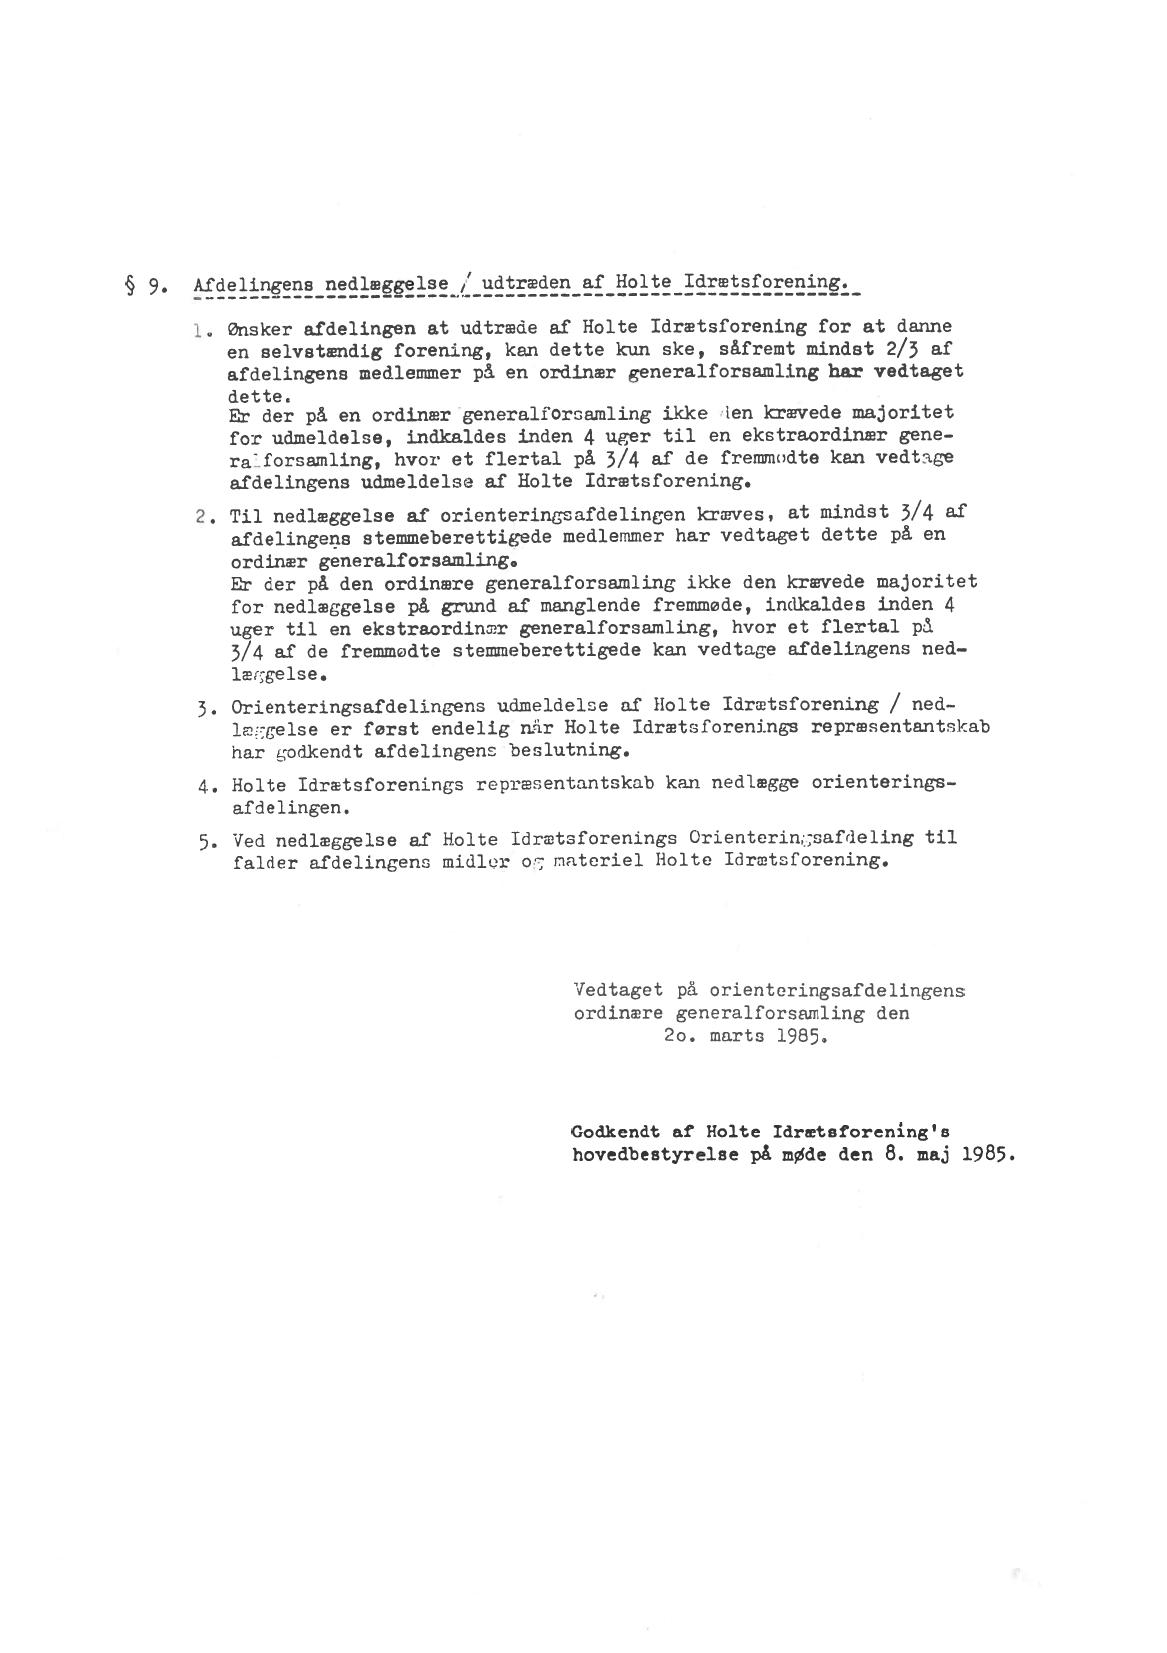 § 9. Afdelingens nedlæggelse / udtræden af Holte Idrætsforening.
1. Ønsker afdelingen at udtræde af Holte Idrætsforening for at danne
en selvstændig forening, kan dette kun ske, såfremt mindst 2/3 af
afdelingens medlemmer på en ordinær generalforsamling har vedtaget
dette.
Er der på en ordinær generalforsamling ikke den krævede majoritet
for udmeldelse, indkaldes inden 4 uger til en ekstraordinær gene-
ralforsamling, hvor et flertal på 3/4 af de fremmødte kan vedtage
afdelingens udmeldelse af Holte Idrætsforening.
2. Til nedlæggelse af orienteringsafdelingen kræves, at mindst 3/4 af
afdelingens stemmeberettigede medlemmer har vedtaget dette på en
ordinær generalforsamling.
Er der på den ordinære generalforsamling ikke den krævede majoritet
for nedlæggelse på grund af manglende fremmøde, indkaldes inden 4
uger til en ekstraordinær generalforsamling, hvor et flertal på
3/4 af de fremmødte stemmeberettigede kan vedtage afdelingens ned-
læggelse.
3. Orienteringsafdelingens udmeldelse af Holte Idrætsforening / ned-
læggelse er først endelig når Holte Idrætsforenings repræsentantskab
har godkendt afdelingens beslutning.
4. Holte Idrætsforenings repræsentantskab kan nedlægge orienterings-
afdelingen.
5. Ved nedlæggelse af Holte Idrætsforenings Orienteringsafdeling til
falder afdelingens midler og materiel Holte Idrætsforening.
Vedtaget på orienteringsafdelingens
ordinære generalforsamling den
2o. marts 1985.
Godkendt af Holte Idrætsforening's
hovedbestyrelse på møde den 8. maj 1985.